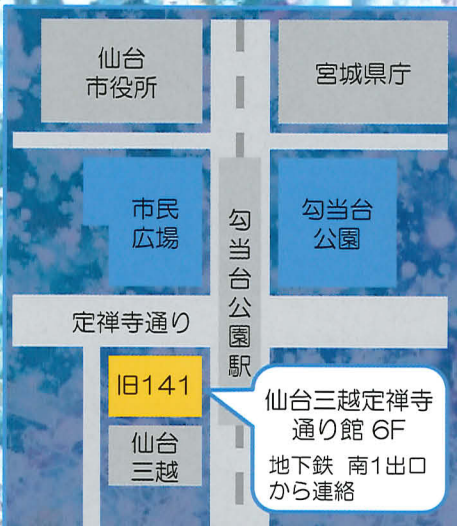 仙台
市役所
宮城県庁
市民
広場
勾当台
公園
勾当台公園駅
定禅寺通り
旧141
仙台
三越
仙台三越定禅寺
通り館 6F
地下鉄 南1出口
から連絡